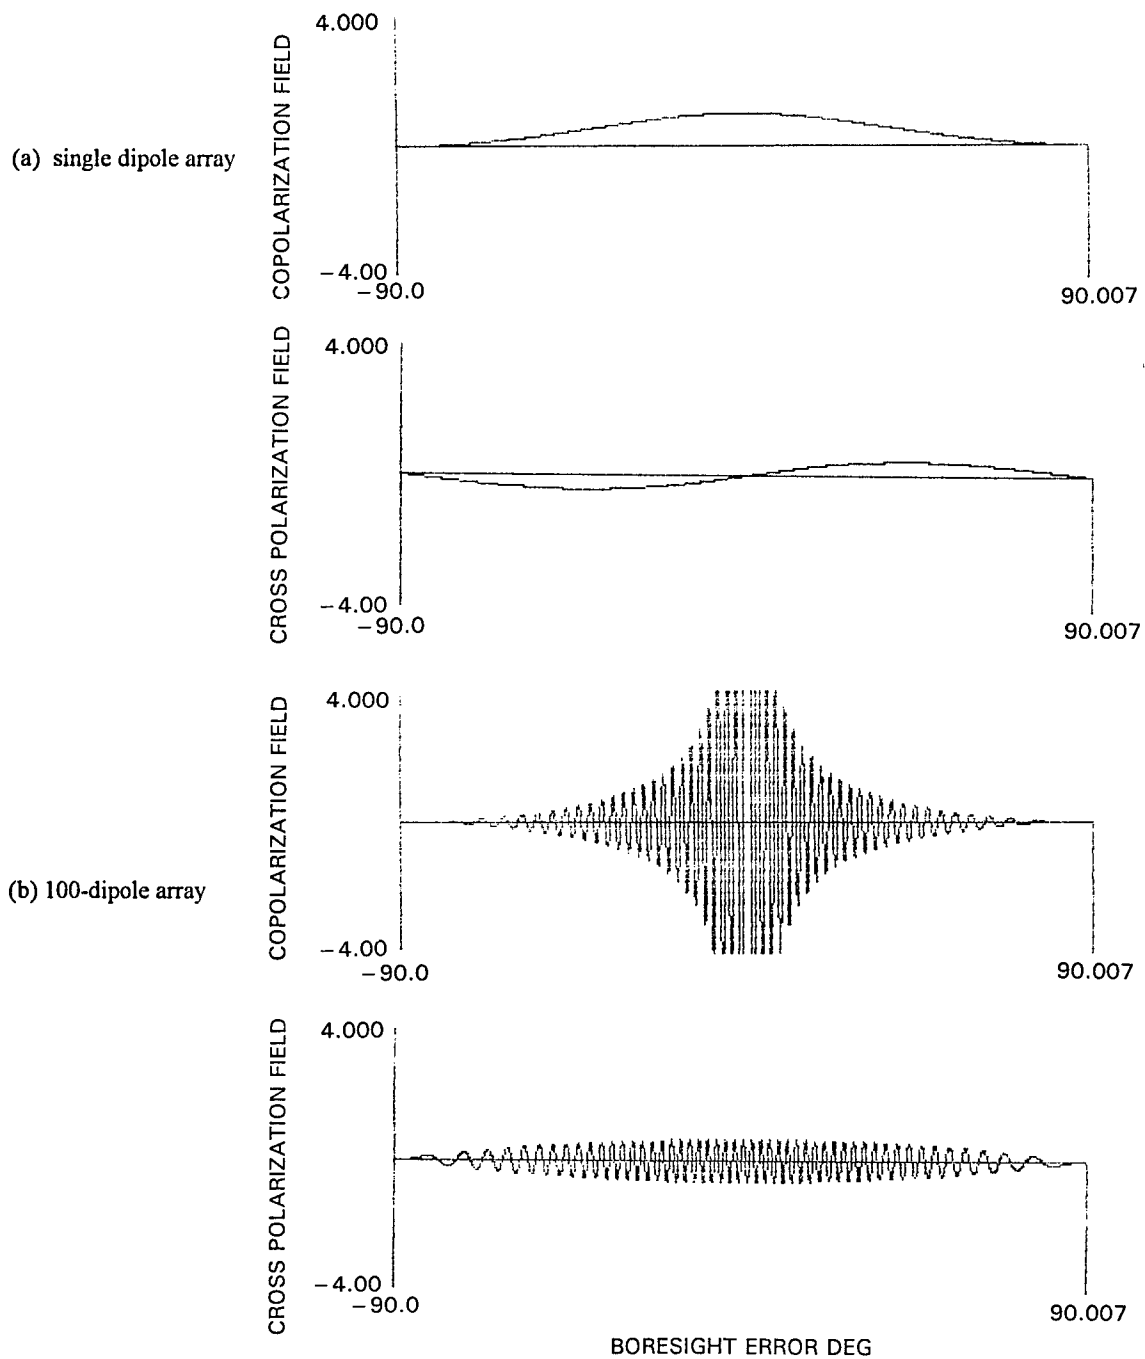 (a) single dipole array
COPOLARIZATION FIELD
4.000
−4.00
−90.0
90.007
CROSS POLARIZATION FIELD
4.000
−4.00
−90.0
90.007
(b) 100-dipole array
COPOLARIZATION FIELD
4.000
−4.00
−90.0
90.007
CROSS POLARIZATION FIELD
4.000
−4.00
−90.0
90.007
BORESIGHT ERROR DEG